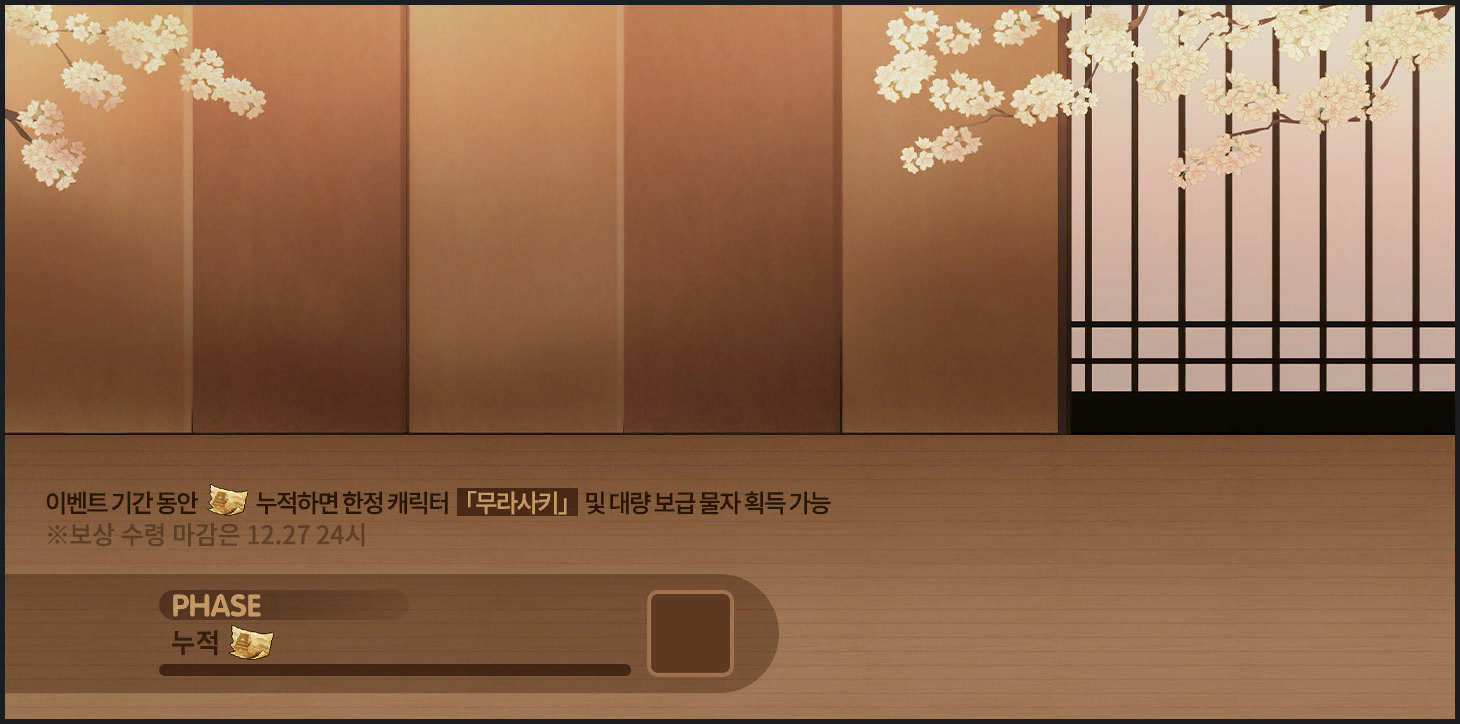 이벤트 기간 동안 누적하면 한정 캐릭터 「무라사키」 및 대량 보급 물자 획득 가능
※보상 수령 마감은 12.27 24시
PHASE
누적